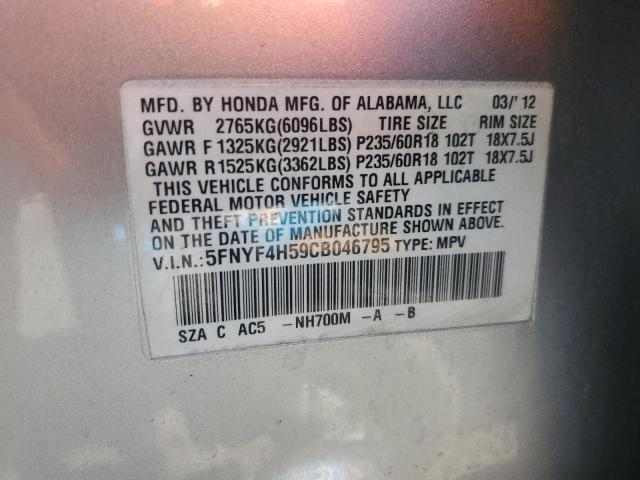 MFD. BY HONDA MFG. OF ALABAMA, LLC 03/'12
GVWR 2765KG(6096LBS) TIRE SIZE RIM SIZE
GAWR F 1325KG(2921LBS) P235/60R18 102T 18X7.5J
GAWR R 1525KG(3362LBS) P235/60R18 102T 18X7.5J
THIS VEHICLE CONFORMS TO ALL APPLICABLE
FEDERAL MOTOR VEHICLE SAFETY
AND THEFT PREVENTION STANDARDS IN EFFECT
ON THE DATE OF MANUFACTURE SHOWN ABOVE.
V.I.N.:5FNYF4H59CB046795 TYPE: MPV
SZA C AC5 -NH700M -A -B